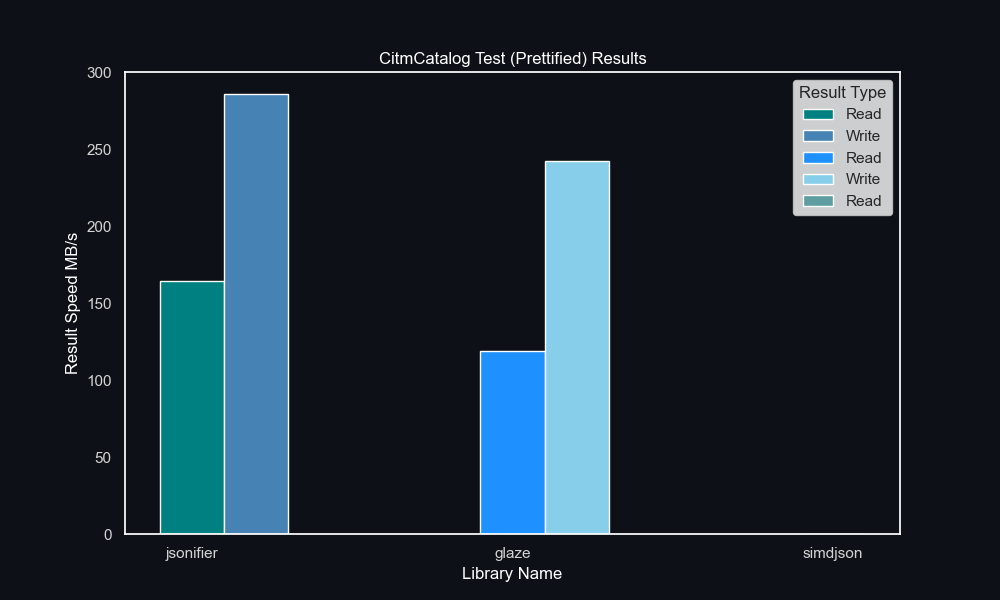 CitmCatalog Test (Prettified) Results
300
250
200
150
100
50
0
Result Speed MB/s
Result Type
Read
Write
Read
Write
Read
jsonifier
glaze
simdjson
Library Name